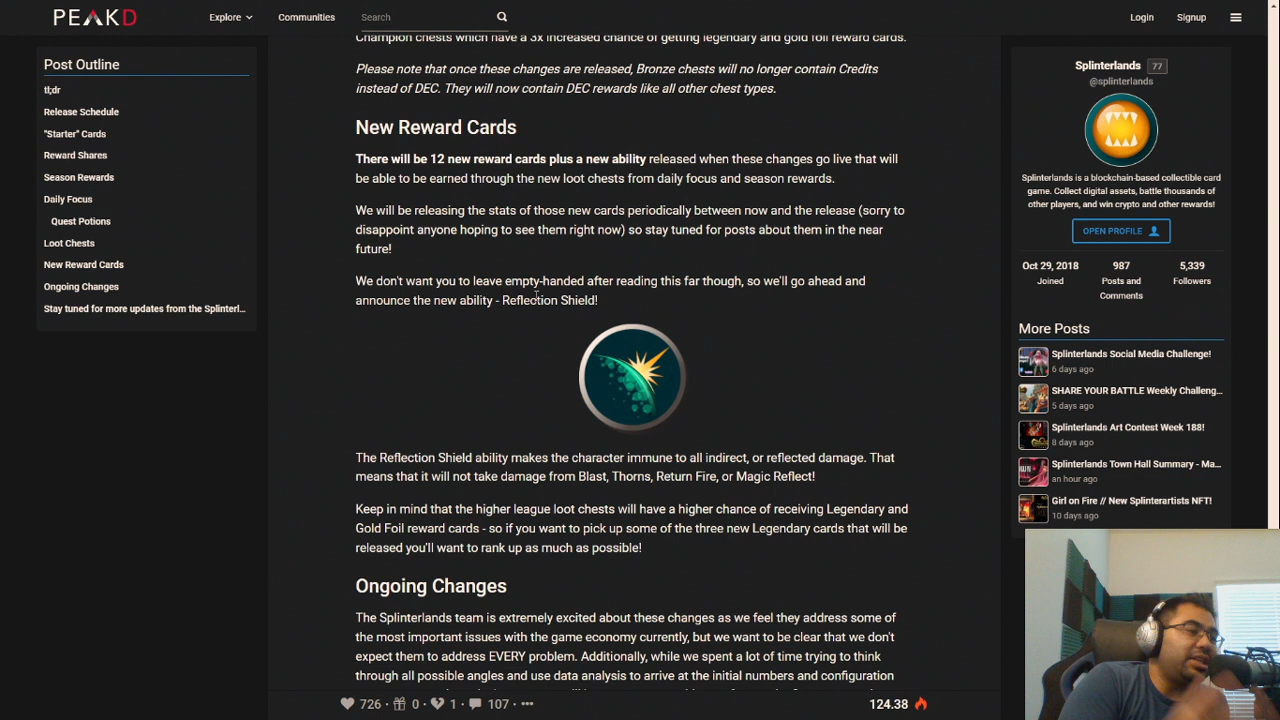 PEAKD
Explore
Communities
Search
Login
Signup
Post Outline
tl;dr
Release Schedule
"Starter" Cards
Reward Shares
Season Rewards
Daily Focus
Quest Potions
Loot Chests
New Reward Cards
Ongoing Changes
Stay tuned for more updates from the Splinterl...
Champion chests which have a 3x increased chance of getting legendary and gold foil reward cards.
Please note that once these changes are released, Bronze chests will no longer contain Credits
instead of DEC. They will now contain DEC rewards like all other chest types.
New Reward Cards
There will be 12 new reward cards plus a new ability released when these changes go live that will
be able to be earned through the new loot chests from daily focus and season rewards.
We will be releasing the stats of those new cards periodically between now and the release (sorry to
disappoint anyone hoping to see them right now) so stay tuned for posts about them in the near
future!
We don't want you to leave empty-handed after reading this far though, so we'll go ahead and
announce the new ability - Reflection Shield!
The Reflection Shield ability makes the character immune to all indirect, or reflected damage. That
means that it will not take damage from Blast, Thorns, Return Fire, or Magic Reflect!
Keep in mind that the higher league loot chests will have a higher chance of receiving Legendary and
Gold Foil reward cards - so if you want to pick up some of the three new Legendary cards that will be
released you'll want to rank up as much as possible!
Ongoing Changes
The Splinterlands team is extremely excited about these changes as we feel they address some of
the most important issues with the game economy currently, but we want to be clear that we don't
expect them to address EVERY problem. Additionally, while we spent a lot of time trying to think
through all possible angles and use data analysis to arrive at the initial numbers and configuration
726
0
1
107
124.38
Splinterlands 77
@splinterlands
Splinterlands is a blockchain-based collectible card
game. Collect digital assets, battle thousands of
other players, and win crypto and other rewards!
OPEN PROFILE
Oct 29, 2018
Joined
987
Posts and
Comments
5,339
Followers
More Posts
Splinterlands Social Media Challenge!
6 days ago
SHARE YOUR BATTLE Weekly Challeng...
5 days ago
Splinterlands Art Contest Week 188!
8 days ago
Splinterlands Town Hall Summary - Ma...
an hour ago
Girl on Fire // New Splinterartists NFT!
10 days ago